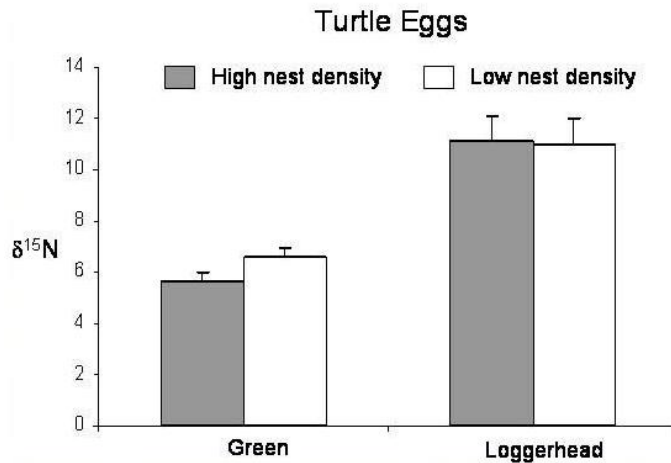 Turtle Eggs
High nest density
Low nest density
14
12
10
8
6
4
2
0
δ¹⁵N
Green
Loggerhead